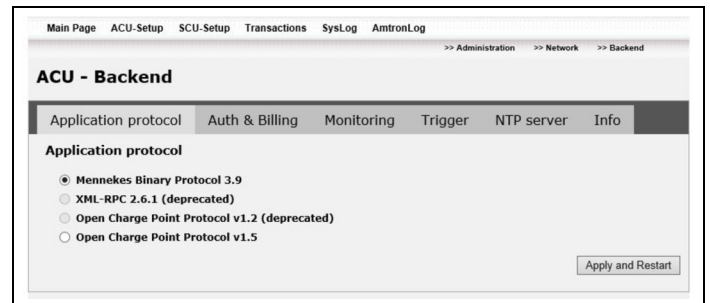 Main Page ACU-Setup SCU-Setup Transactions SysLog AmtronLog
>> Administration >> Network >> Backend
ACU - Backend
Application protocol Auth & Billing Monitoring Trigger NTP server Info
Application protocol
Mennekes Binary Protocol 3.9
XML-RPC 2.6.1 (deprecated)
Open Charge Point Protocol v1.2 (deprecated)
Open Charge Point Protocol v1.5
Apply and Restart